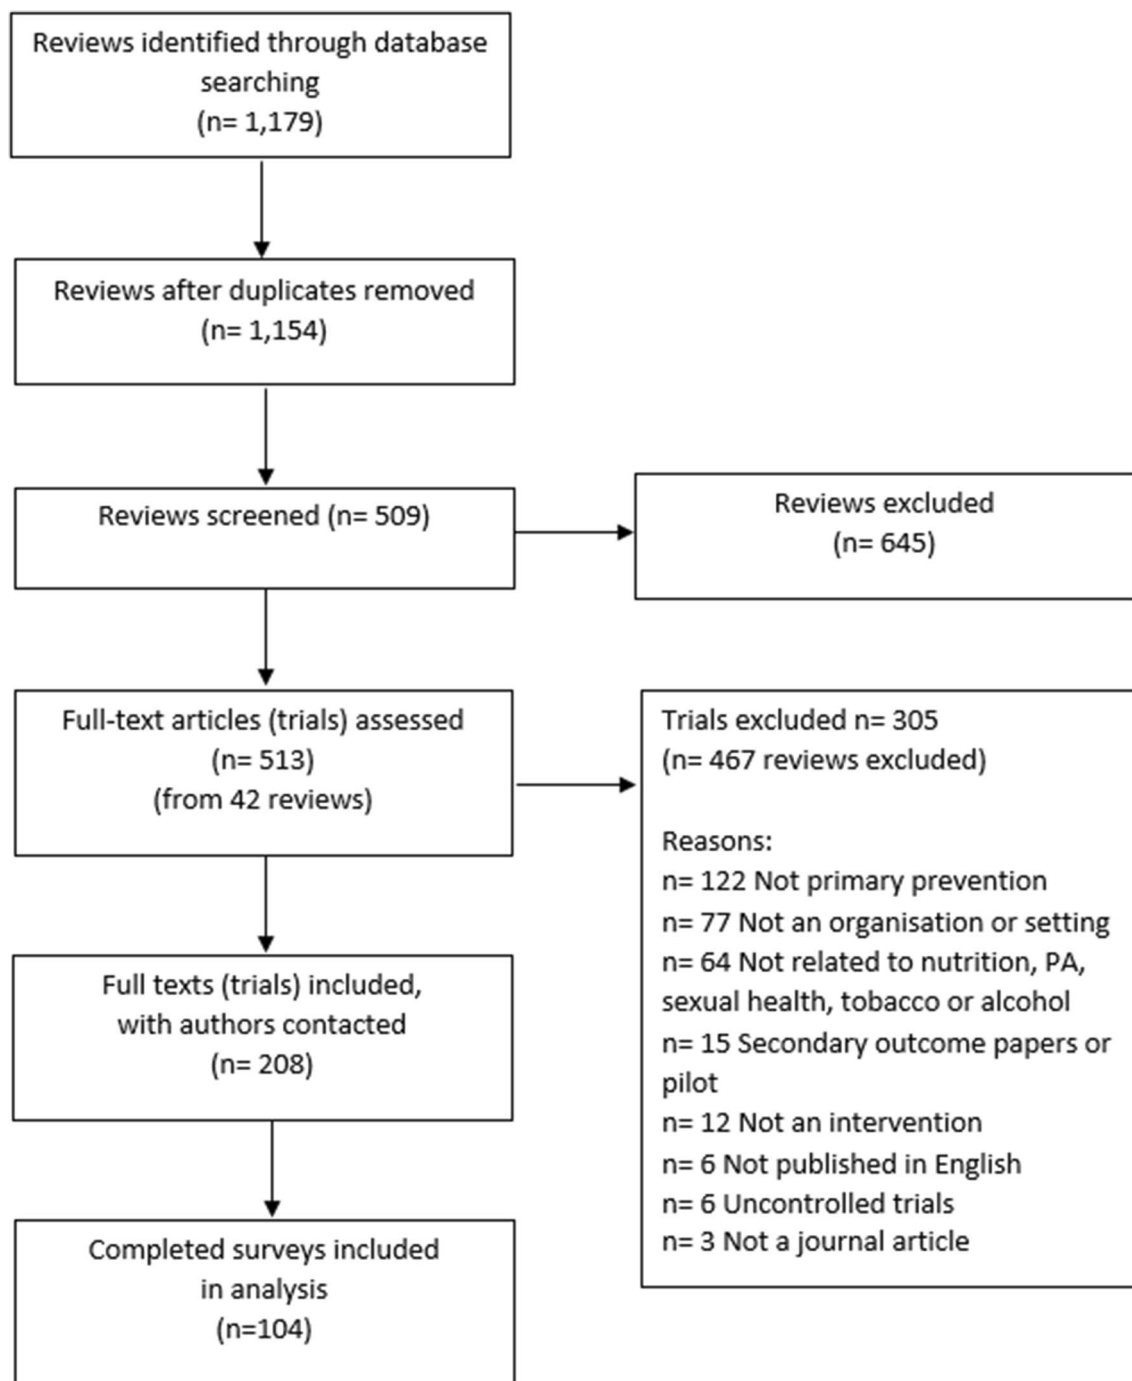 Reviews identified through database
searching
(n= 1,179)
Reviews after duplicates removed
(n= 1,154)
Reviews screened (n= 509)
Reviews excluded
(n= 645)
Full-text articles (trials) assessed
(n= 513)
(from 42 reviews)
Trials excluded n= 305
(n= 467 reviews excluded)
Reasons:
n= 122 Not primary prevention
n= 77 Not an organisation or setting
n= 64 Not related to nutrition, PA,
sexual health, tobacco or alcohol
n= 15 Secondary outcome papers or
pilot
n= 12 Not an intervention
n= 6 Not published in English
n= 6 Uncontrolled trials
n= 3 Not a journal article
Full texts (trials) included,
with authors contacted
(n= 208)
Completed surveys included
in analysis
(n=104)